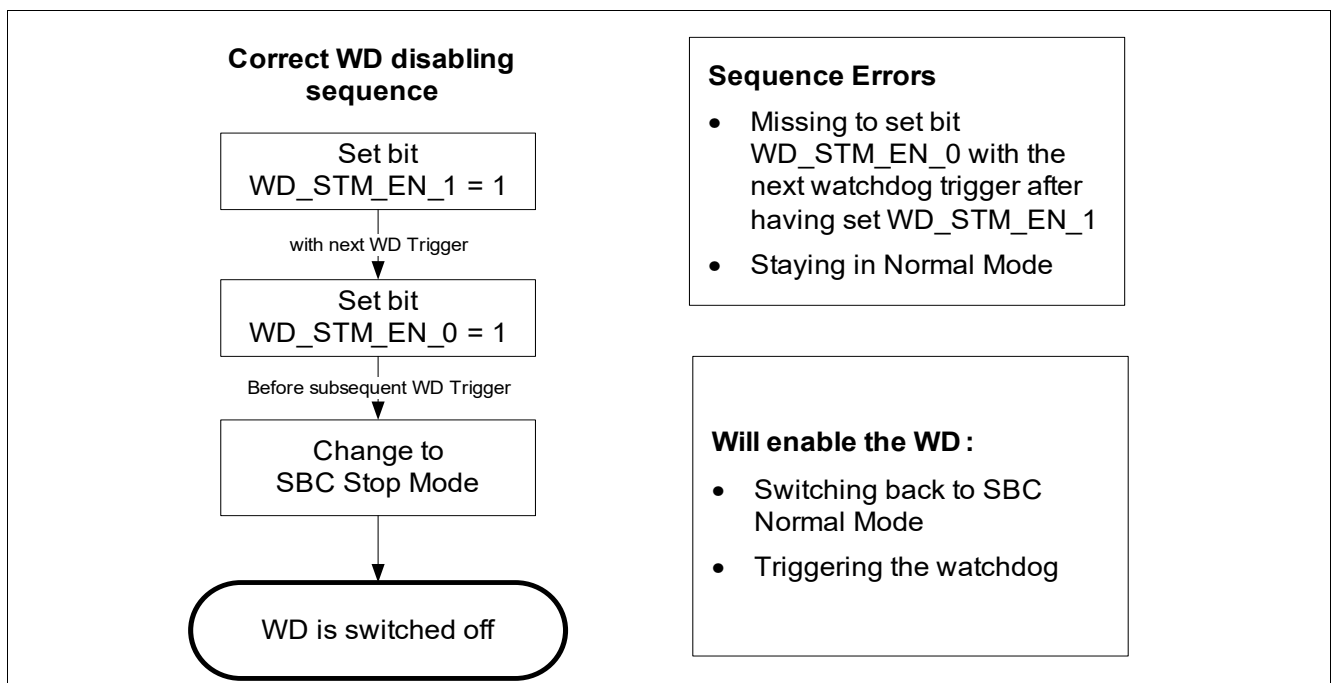 Correct WD disabling
sequence
Set bit
WD_STM_EN_1 = 1
with next WD Trigger
Set bit
WD_STM_EN_0 = 1
Before subsequent WD Trigger
Change to
SBC Stop Mode
WD is switched off
Sequence Errors
• Missing to set bit
WD_STM_EN_0 with the
next watchdog trigger after
having set WD_STM_EN_1
• Staying in Normal Mode
Will enable the WD :
• Switching back to SBC
Normal Mode
• Triggering the watchdog